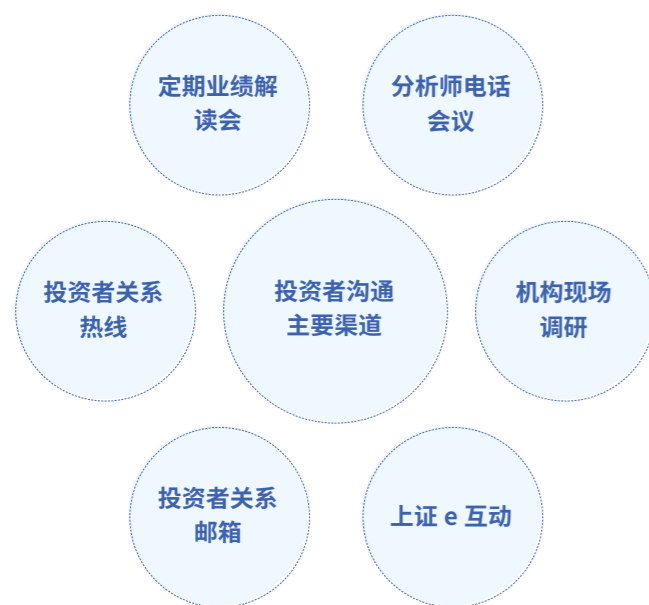 定期业绩解
读会
分析师电话
会议
投资者关系
热线
投资者沟通
主要渠道
机构现场
调研
投资者关系
邮箱
上证 e 互动